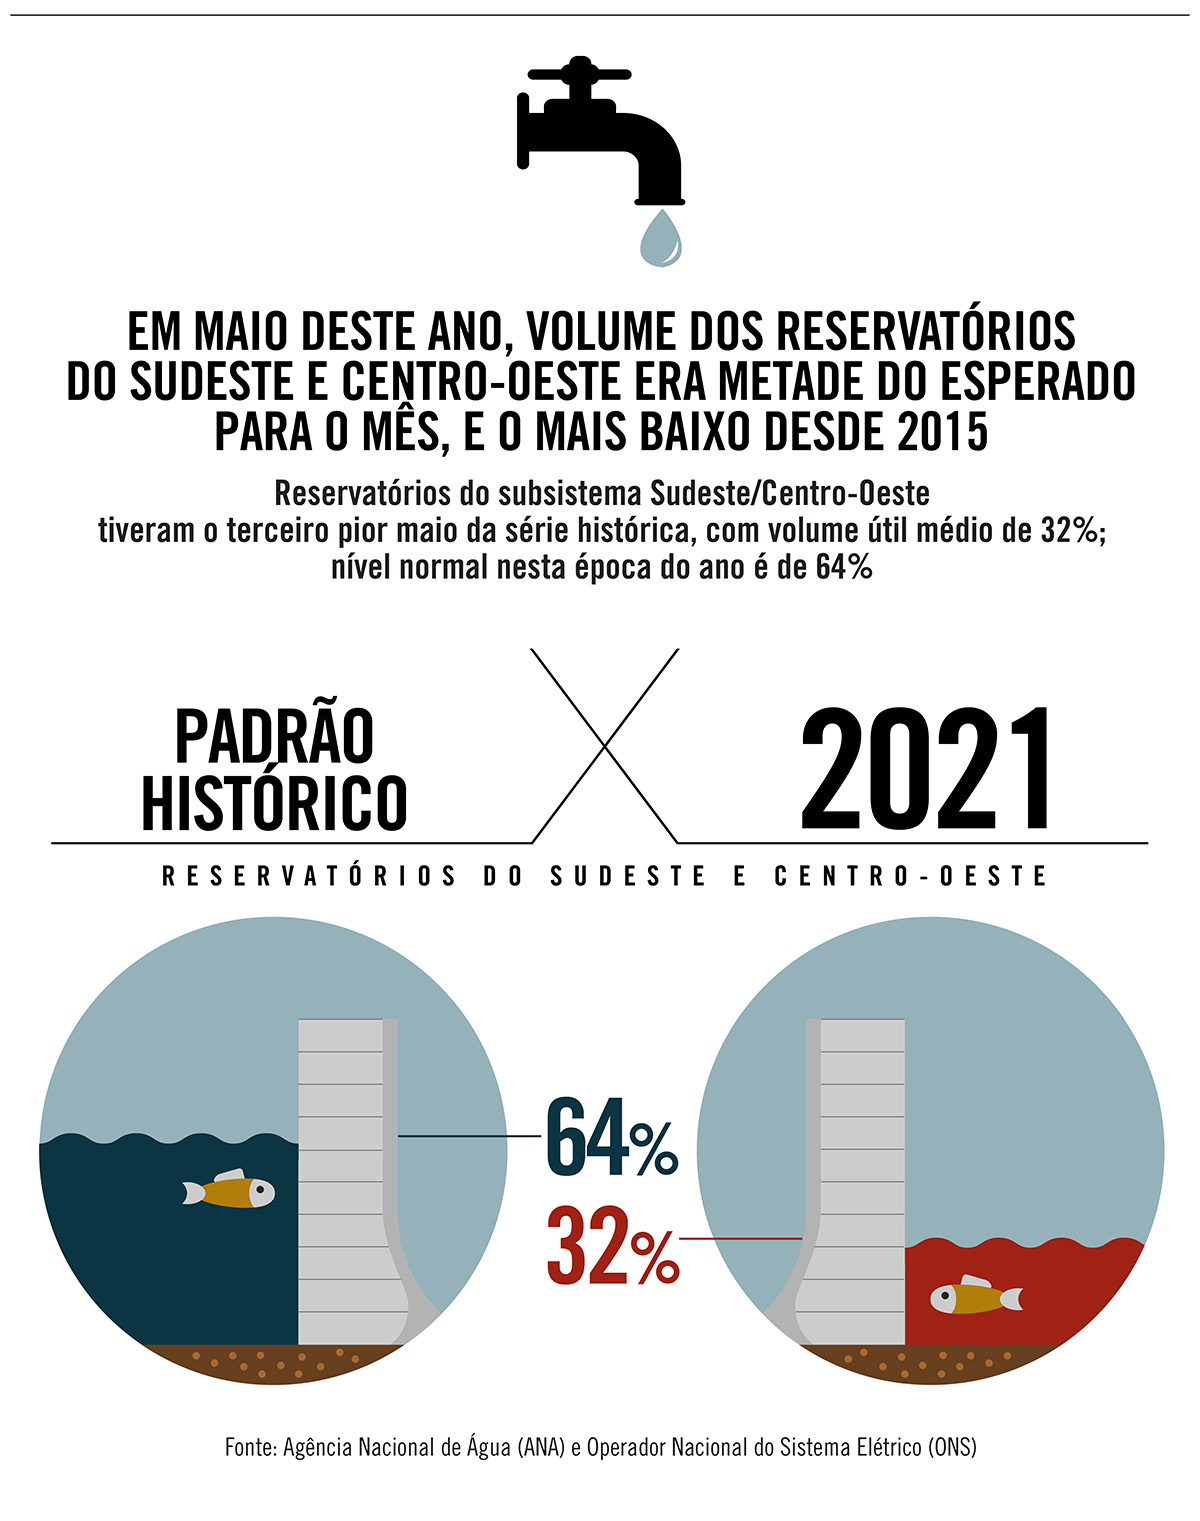 EM MAIO DESTE ANO, VOLUME DOS RESERVATÓRIOS
DO SUDESTE E CENTRO-OESTE ERA METADE DO ESPERADO
PARA O MÊS, E O MAIS BAIXO DESDE 2015
Reservatórios do subsistema Sudeste/Centro-Oeste
tiveram o terceiro pior maio da série histórica, com volume útil médio de 32%;
nível normal nesta época do ano é de 64%
PADRÃO
HISTÓRICO
2021
RESERVATÓRIOS DO SUDESTE E CENTRO-OESTE
64%
32%
Fonte: Agência Nacional de Água (ANA) e Operador Nacional do Sistema Elétrico (ONS)